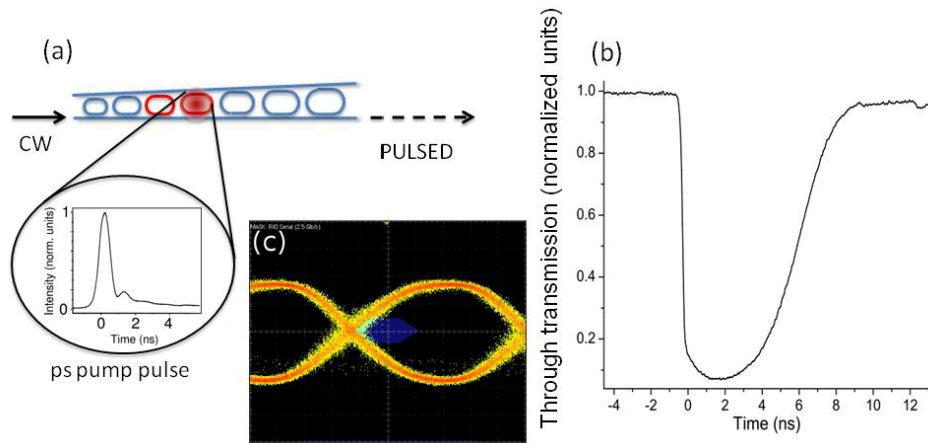 (a)
CW
PULSED
Intensity (norm. units)
1
0
0 2 4
Time (ns)
ps pump pulse
(c)
MASK: RIO Serial (2.5 Gb/s)
(b)
Through transmission (normalized units)
1.0
0.8
0.6
0.4
0.2
-4 -2 0 2 4 6 8 10 12
Time (ns)